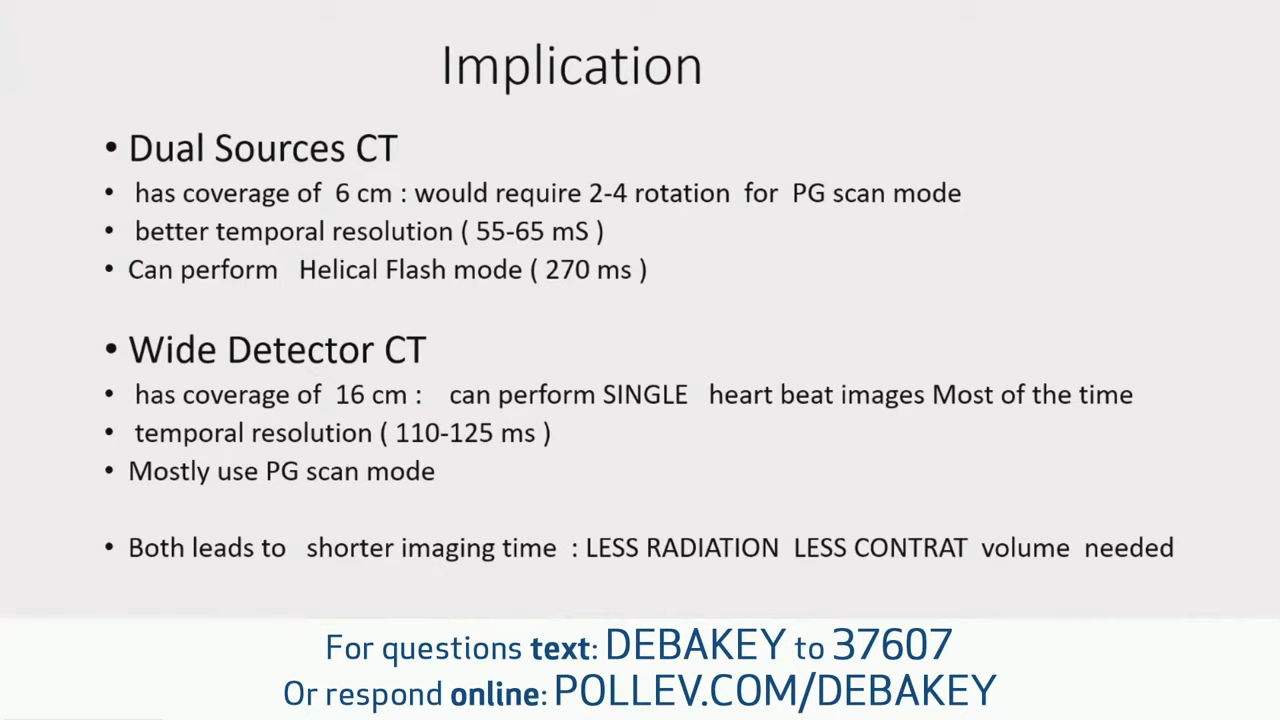 Implication
• Dual Sources CT
• has coverage of 6 cm : would require 2-4 rotation for PG scan mode
• better temporal resolution ( 55-65 mS )
• Can perform Helical Flash mode ( 270 ms )
• Wide Detector CT
• has coverage of 16 cm : can perform SINGLE heart beat images Most of the time
• temporal resolution ( 110-125 ms )
• Mostly use PG scan mode
• Both leads to shorter imaging time : LESS RADIATION LESS CONTRAT volume needed
For questions text: DEBAKEY to 37607
Or respond online: POLLEV.COM/DEBAKEY